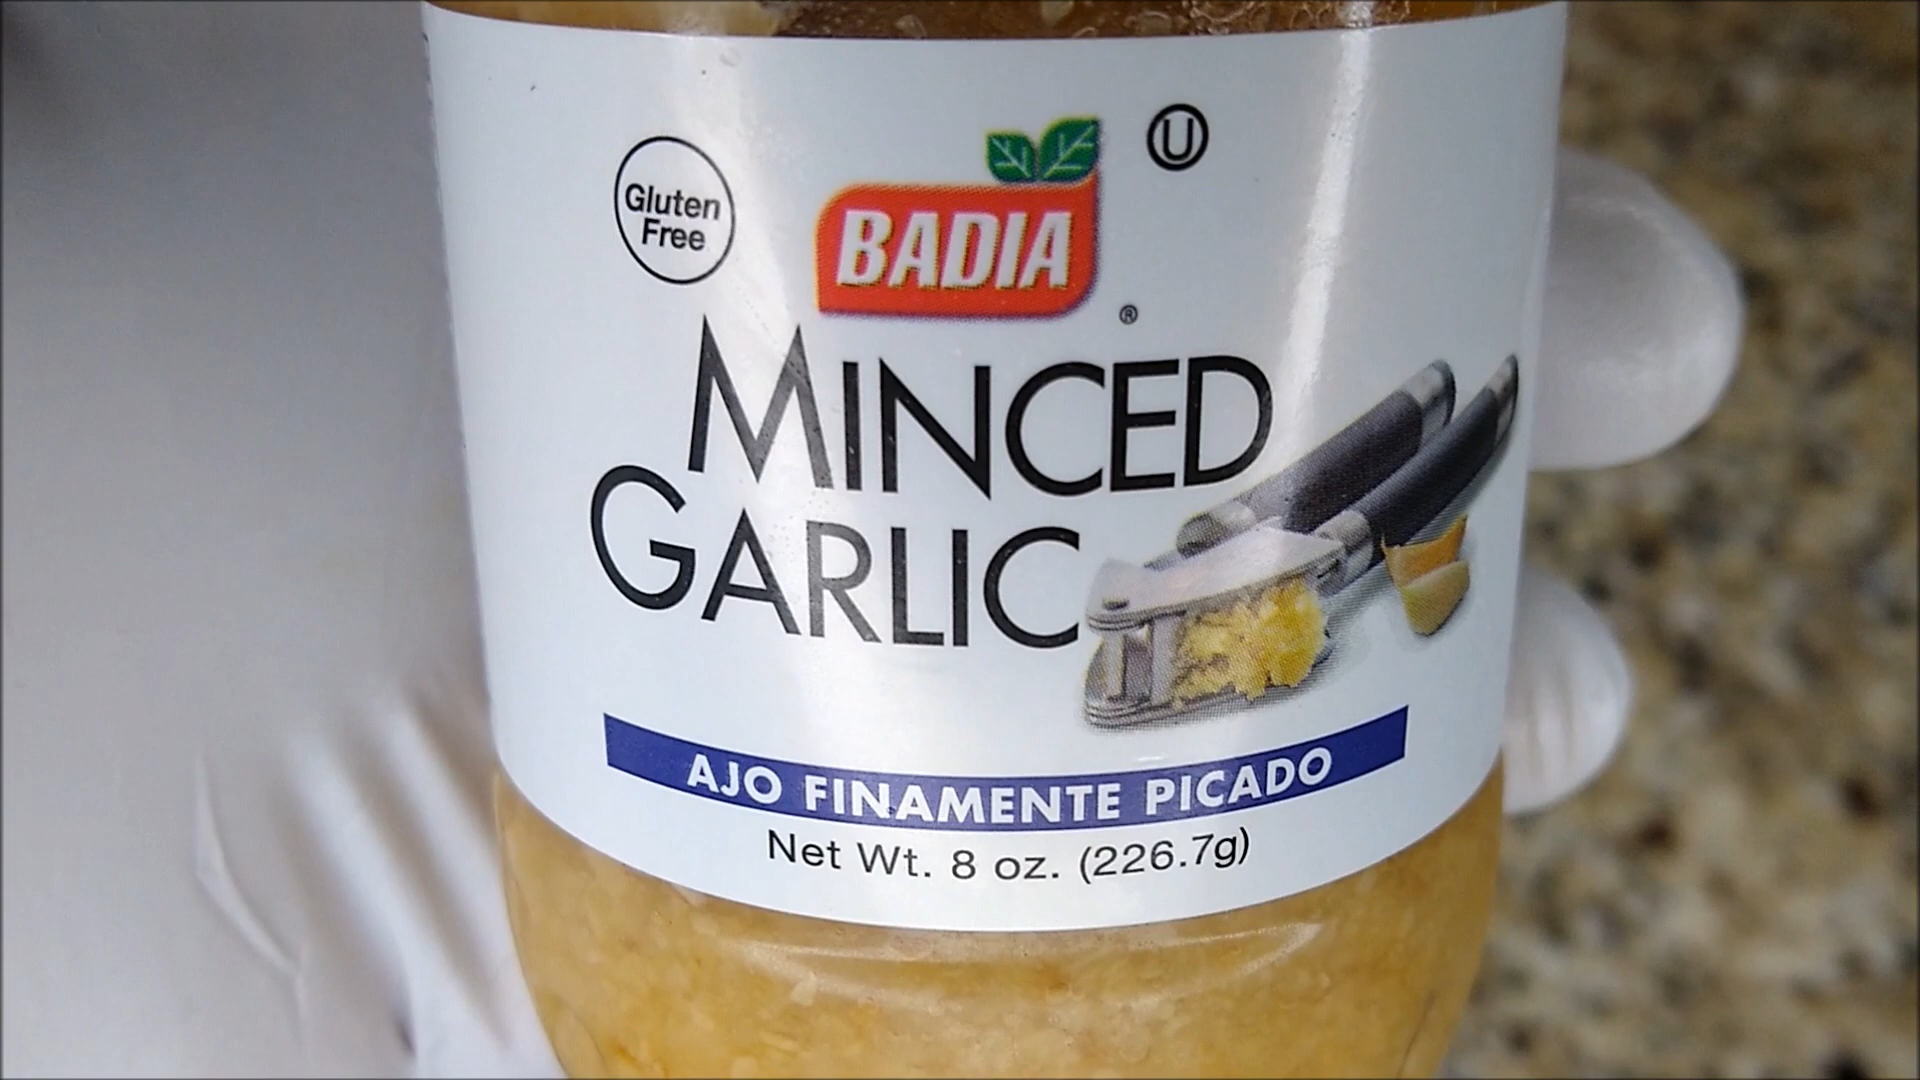 Gluten
Free
BADIA
®
U
MINCED
GARLIC
AJO FINAMENTE PICADO
Net Wt. 8 oz. (226.7g)